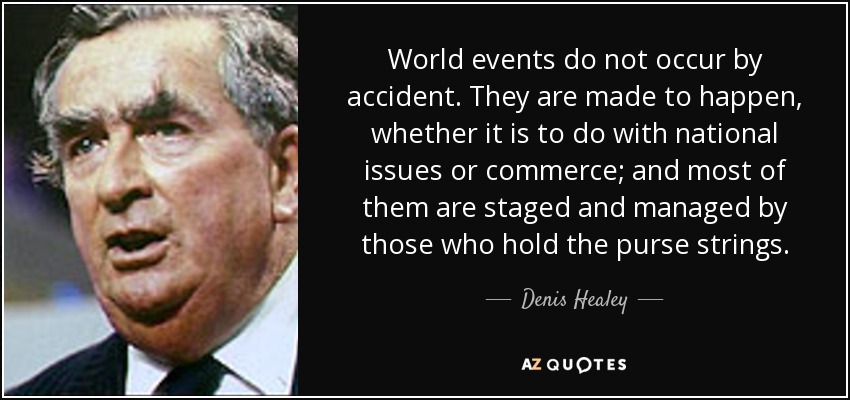 World events do not occur by
accident. They are made to happen,
whether it is to do with national
issues or commerce; and most of
them are staged and managed by
those who hold the purse strings.
Denis Healey
AZ QUOTES